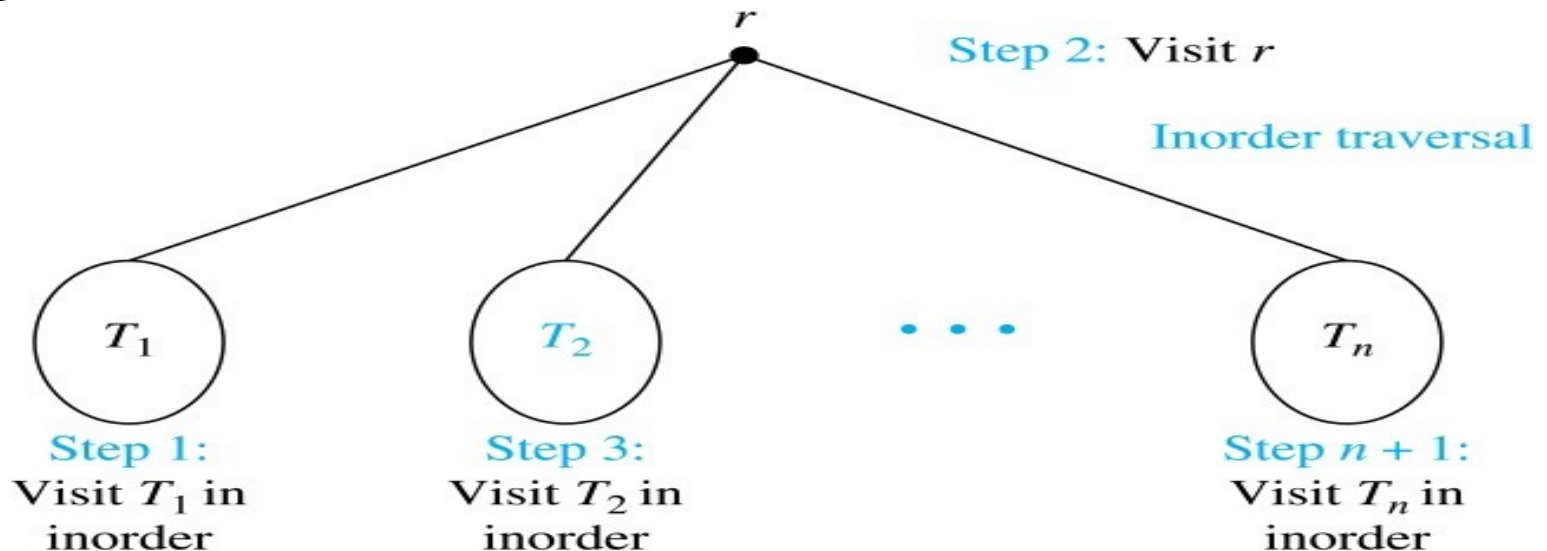 r
Step 2: Visit r
Inorder traversal
T₁
T₂
• • •
Tₙ
Step 1:
Visit T₁ in
inorder
Step 3:
Visit T₂ in
inorder
Step n + 1:
Visit Tₙ in
inorder